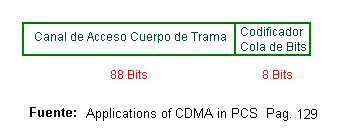 Canal de Acceso Cuerpo de Trama
Codificador
Cola de Bits
88 Bits
8 Bits
Fuente: Applications of CDMA in PCS Pag. 129